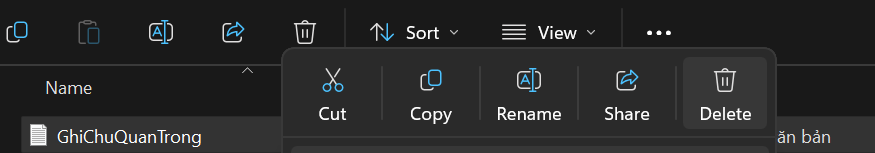 Sort View
Name
Cut Copy Rename Share Delete
GhiChuQuanTrong
ăn bản